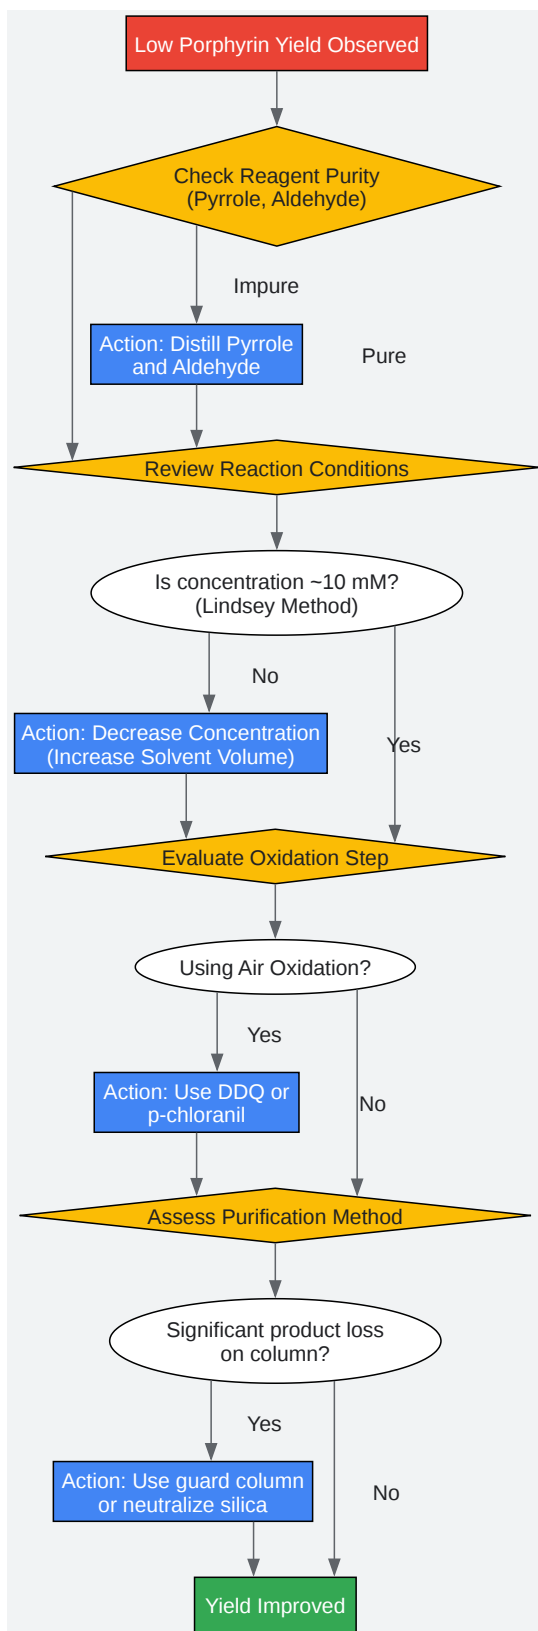 Low Porphyrin Yield Observed
Check Reagent Purity
(Pyrrole, Aldehyde)
Impure
Action: Distill Pyrrole
and Aldehyde
Pure
Review Reaction Conditions
Is concentration ~10 mM?
(Lindsey Method)
No
Action: Decrease Concentration
(Increase Solvent Volume)
Yes
Evaluate Oxidation Step
Using Air Oxidation?
Yes
Action: Use DDQ or
p-chloranil
No
Assess Purification Method
Significant product loss
on column?
Yes
Action: Use guard column
or neutralize silica
No
Yield Improved